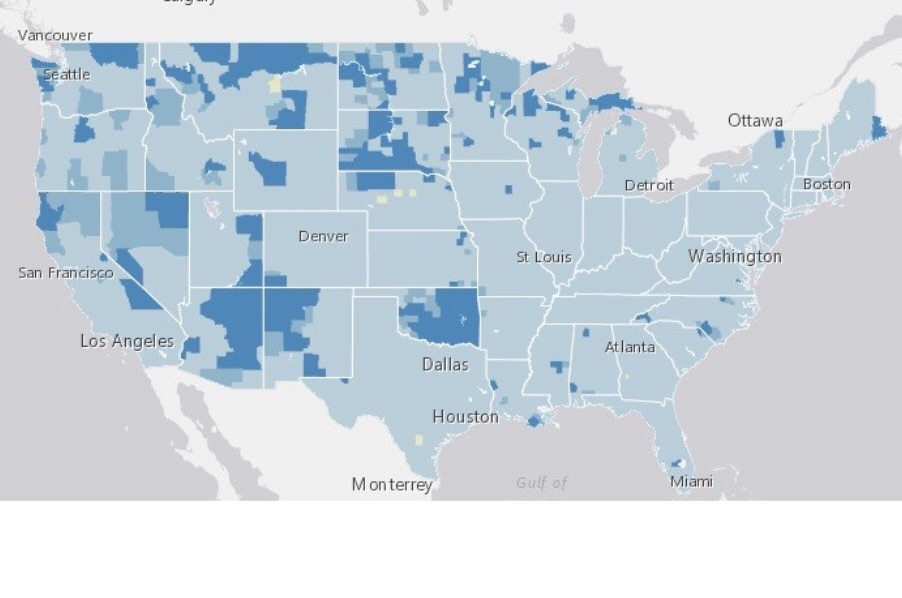 Vancouver
Seattle
Ottawa
Detroit
Boston
Denver
St Louis
Washington
San Francisco
Los Angeles
Atlanta
Dallas
Houston
Monterrey
Gulf of
Miami